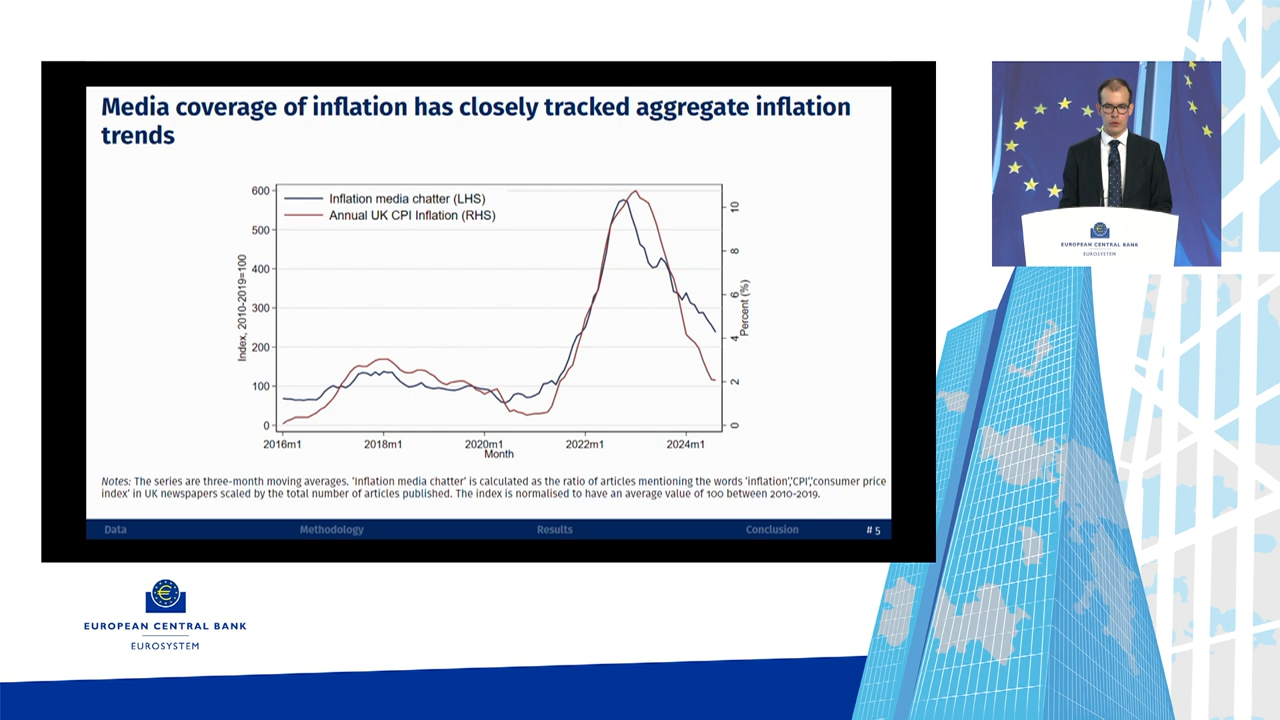 Media coverage of inflation has closely tracked aggregate inflation
trends
Inflation media chatter (LHS)
Annual UK CPI Inflation (RHS)
Index, 2010-2019=100
600
500
400
300
200
100
0
10
8
6
4
2
0
Percent (%)
2016m1
2018m1
2020m1
2022m1
2024m1
Month
Notes: The series are three-month moving averages. 'Inflation media chatter' is calculated as the ratio of articles mentioning the words 'inflation','CPI','consumer price
index' in UK newspapers scaled by the total number of articles published. The index is normalised to have an average value of 100 between 2010-2019.
Data
Methodology
Results
Conclusion
# 5
EUROPEAN CENTRAL BANK
EUROSYSTEM
EUROPEAN CENTRAL BANK
EUROSYSTEM